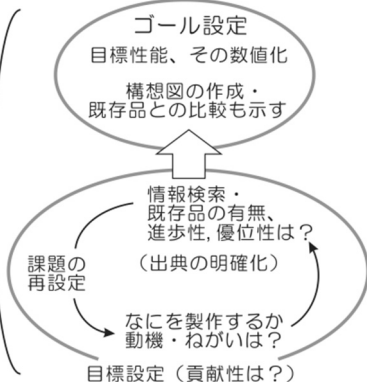 ゴール設定
目標性能、その数値化
構想図の作成・
既存品との比較も示す
情報検索・
既存品の有無、
進歩性,優位性は？
（出典の明確化）
課題の
再設定
なにを製作するか
動機・ねがいは？
目標設定（貢献性は？）